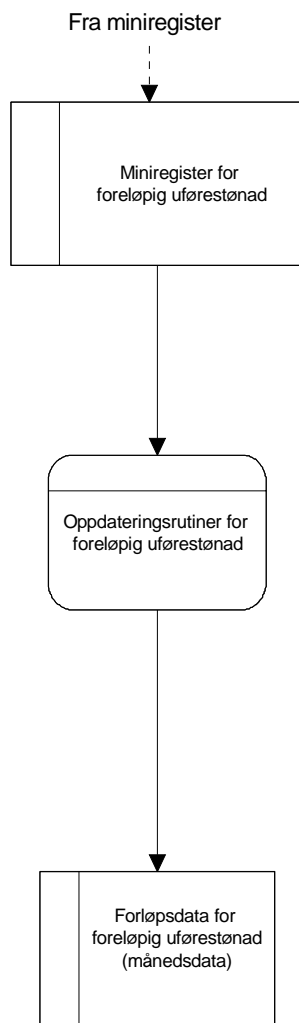 Fra miniregister
Miniregister for
foreløpig uførestønad
Oppdateringsrutiner for
foreløpig uførestønad
Forløpsdata for
foreløpig uførestønad
(månedsdata)